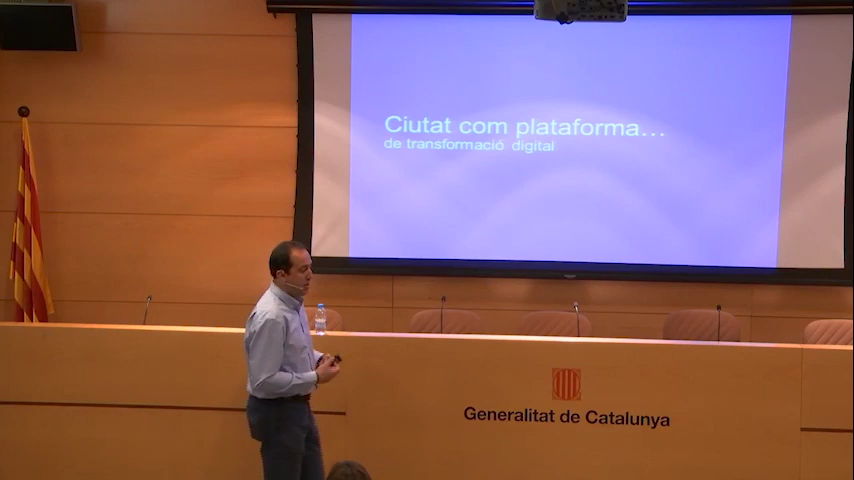 Ciutat com plataforma...
de transformació digital
Generalitat de Catalunya